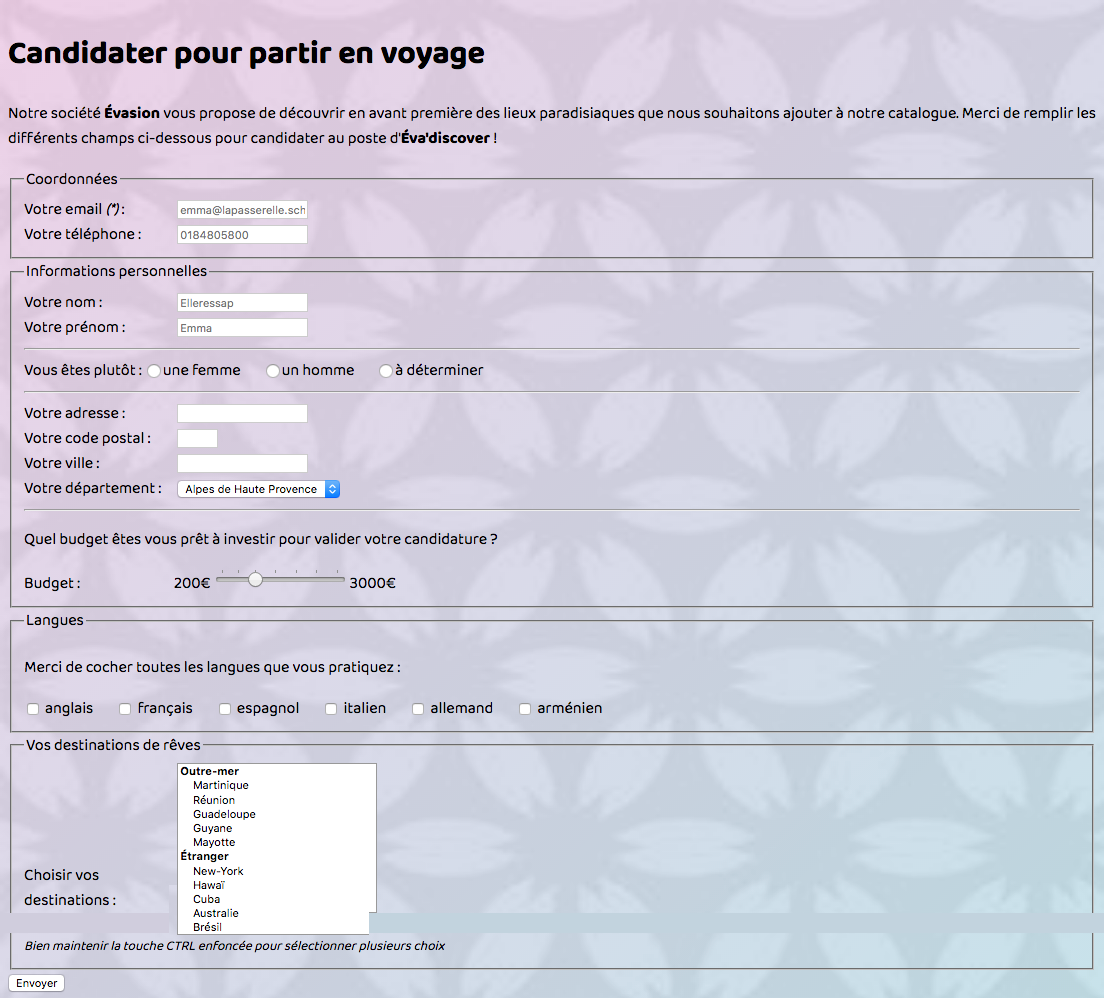 Candidater pour partir en voyage
Notre société Évasion vous propose de découvrir en avant première des lieux paradisiaques que nous souhaitons ajouter à notre catalogue. Merci de remplir les
différents champs ci-dessous pour candidater au poste d'Éva'discover !
Coordonnées
Votre email (*) : emma@lapasserelle.sch
Votre téléphone : 0184805800
Informations personnelles
Votre nom : Elleressap
Votre prénom : Emma
Vous êtes plutôt : une femme un homme à déterminer
Votre adresse :
Votre code postal :
Votre ville :
Votre département : Alpes de Haute Provence
Quel budget êtes vous prêt à investir pour valider votre candidature ?
Budget : 200€ 3000€
Langues
Merci de cocher toutes les langues que vous pratiquez :
anglais français espagnol italien allemand arménien
Vos destinations de rêves
Outre-mer
Martinique
Réunion
Guadeloupe
Guyane
Mayotte
Étranger
New-York
Hawaï
Cuba
Australie
Brésil
Choisir vos
destinations :
Bien maintenir la touche CTRL enfoncée pour sélectionner plusieurs choix
Envoyer